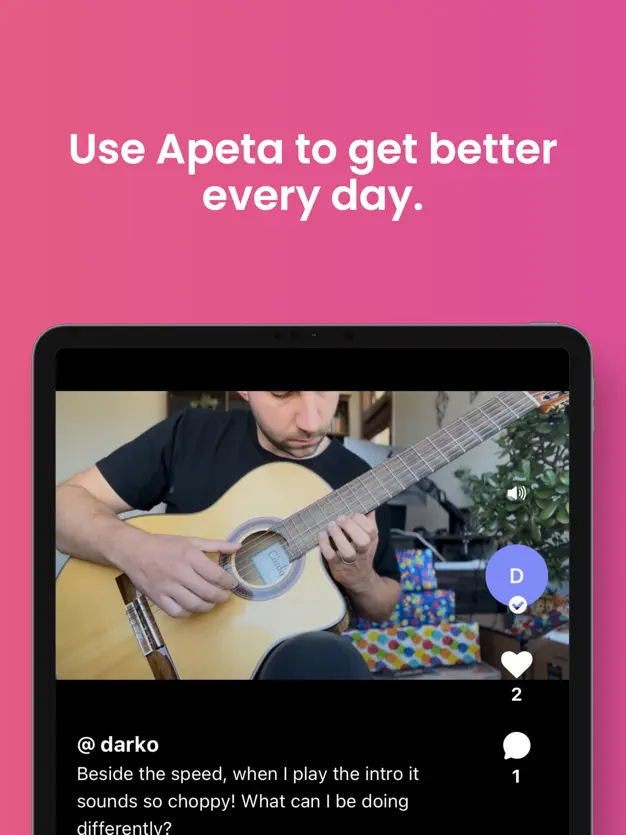 Use Apeta to get better
every day.
D
2
1
@ darko
Beside the speed, when I play the intro it
sounds so choppy! What can I be doing
differently?